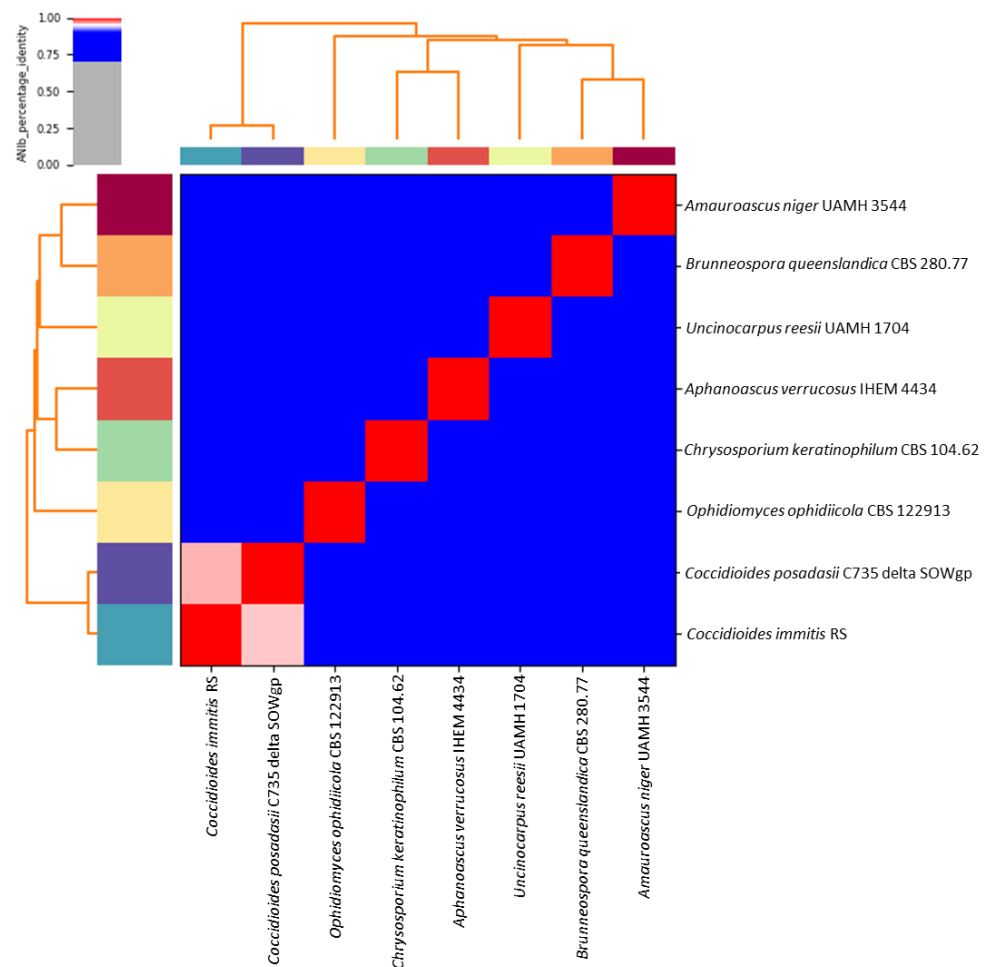 1.00
0.75
0.50
0.25
0.00
ANIb_percentage_identity
Amauroascus niger UAMH 3544
Brunneospora queenslandica CBS 280.77
Uncinocarpus reesii UAMH 1704
Aphanoascus verrucosus IHEM 4434
Chrysosporium keratinophilum CBS 104.62
Ophidiomyces ophidiicola CBS 122913
Coccidioides posadasii C735 delta SOWgp
Coccidioides immitis RS
Coccidioides immitis RS
Coccidioides posadasii C735 delta SOWgp
Ophidiomyces ophidiicola CBS 122913
Chrysosporium keratinophilum CBS 104.62
Aphanoascus verrucosus IHEM 4434
Uncinocarpus reesii UAMH 1704
Brunneospora queenslandica CBS 280.77
Amauroascus niger UAMH 3544